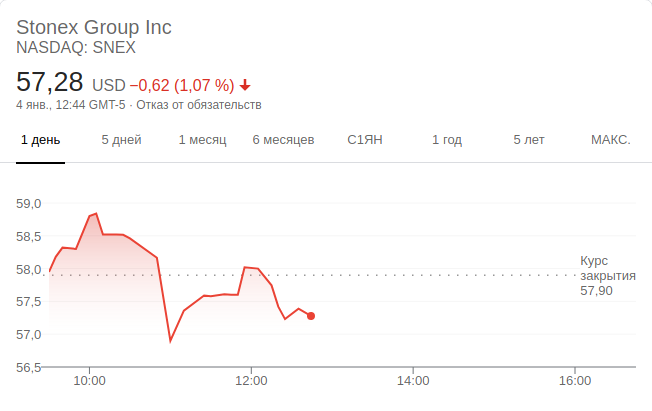 Stonex Group Inc
NASDAQ: SNEX
57,28 USD −0,62 (1,07 %)
4 янв., 12:44 GMT-5 · Отказ от обязательств
1 день 5 дней 1 месяц 6 месяцев С1ЯН 1 год 5 лет МАКС.
59,0
58,5
58,0
57,5
57,0
56,5
Курс
закрытия
57,90
10:00 12:00 14:00 16:00